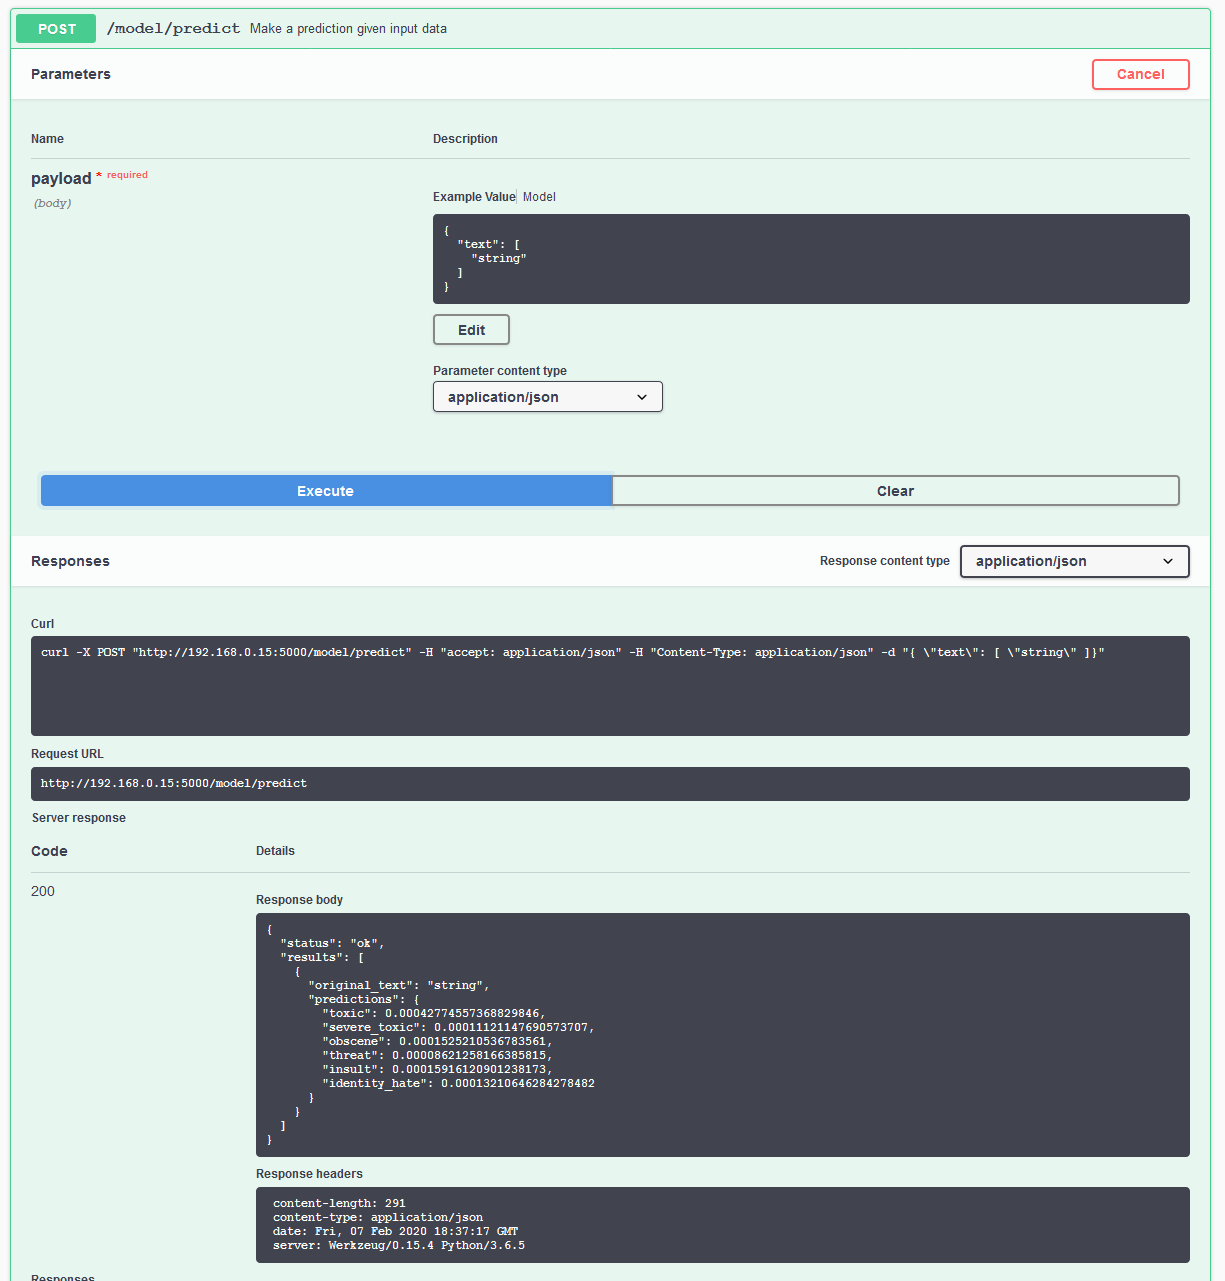 POST /model/predict Make a prediction given input data
Parameters Cancel
Name Description
payload * required
(body)
Example Value Model
{
  "text": [
    "string"
  ]
}
Edit
Parameter content type
application/json
Execute Clear
Responses Response content type application/json
Curl
curl -X POST "http://192.168.0.15:5000/model/predict" -H "accept: application/json" -H "Content-Type: application/json" -d "{ \"text\": [ \"string\" ]}"
Request URL
http://192.168.0.15:5000/model/predict
Server response
Code Details
200
Response body
{
  "status": "ok",
  "results": [
    {
      "original_text": "string",
      "predictions": {
        "toxic": 0.00042774557368829846,
        "severe_toxic": 0.00011121147690573707,
        "obscene": 0.0001525210536783561,
        "threat": 0.00008621258166385815,
        "insult": 0.00015916120901238173,
        "identity_hate": 0.00013210646284278482
      }
    }
  ]
}
Response headers
content-length: 291
content-type: application/json
date: Fri, 07 Feb 2020 18:37:17 GMT
server: Werkzeug/0.15.4 Python/3.6.5
Responses